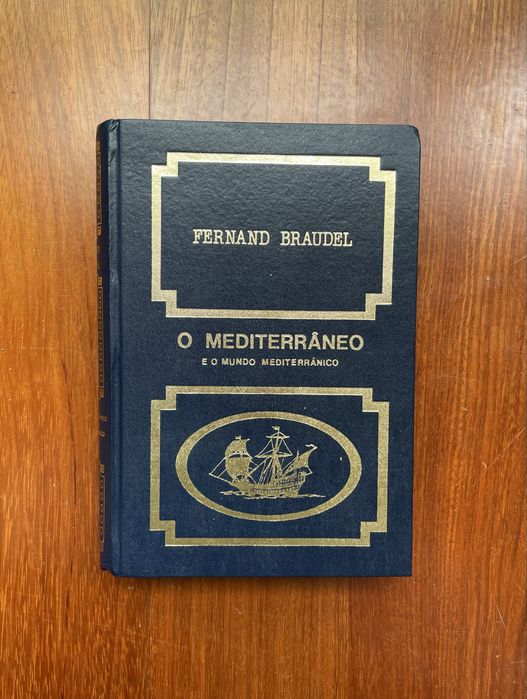 FERNAND BRAUDEL
O MEDITERRÂNEO
E O MUNDO MEDITERRÂNICO